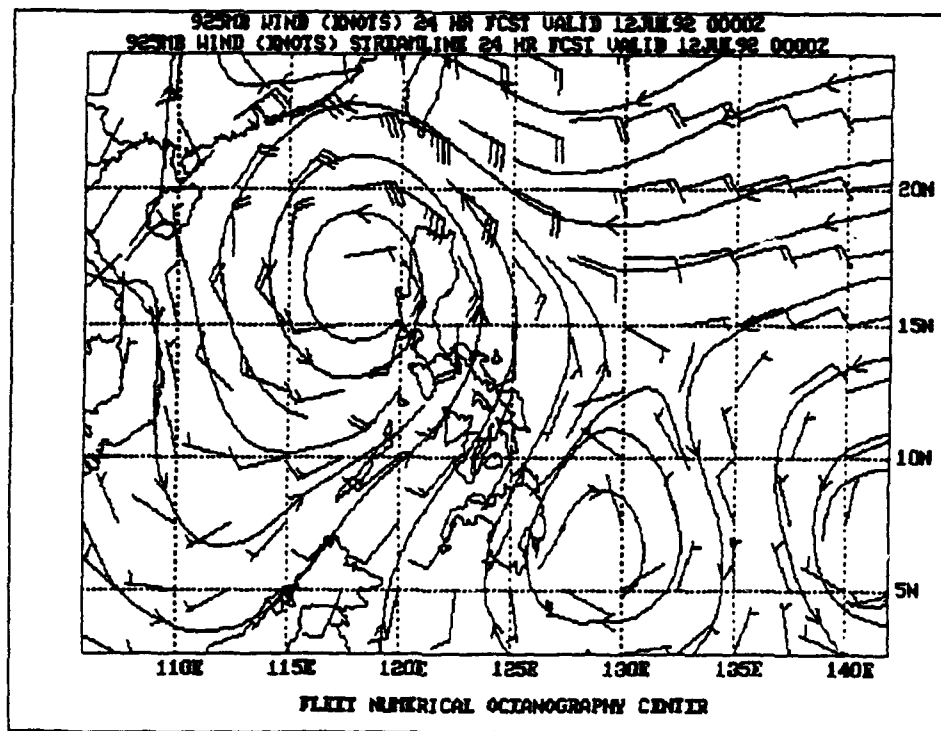 925MB WIND (KNOTS) 24 HR FCST VALID 12JUL92 0000Z
925MB WIND (KNOTS) STREAMLINE 24 HR FCST VALID 12JUL92 0000Z
20N
15N
10N
5N
110E 115E 120E 125E 130E 135E 140E
FLEET NUMERICAL OCEANOGRAPHY CENTER